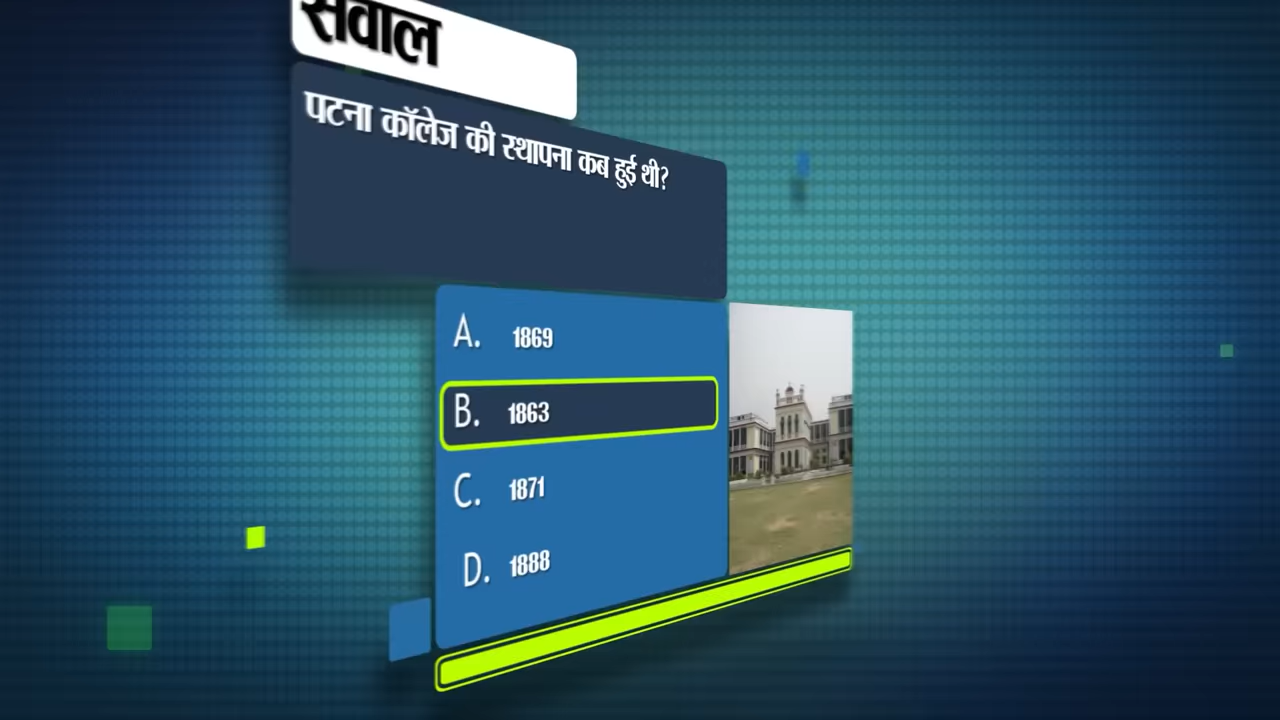 सवाल
पटना कॉलेज की स्थापना कब हुई थी?
A. 1869
B. 1863
C. 1871
D. 1888